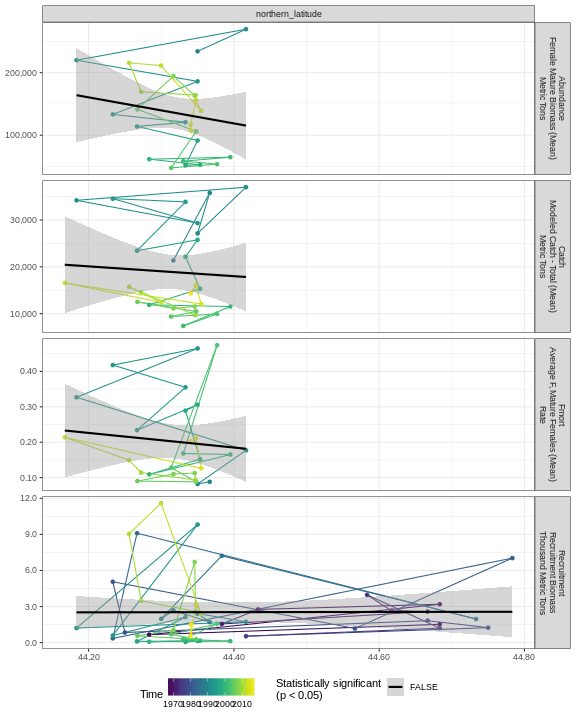 northern_latitude
200,000
100,000
Abundance
Female Mature Biomass (Mean)
Metric Tons
30,000
20,000
10,000
Catch
Modeled Catch - Total (Mean)
Metric Tons
0.40
0.30
0.20
0.10
Fmort
Average F, Mature Females (Mean)
Rate
12.0
9.0
6.0
3.0
0.0
Recruitment
Recruitment Biomass
Thousand Metric Tons
44.20 44.40 44.60 44.80
Time
1970 1980 1990 2000 2010
Statistically significant
(p < 0.05)
FALSE